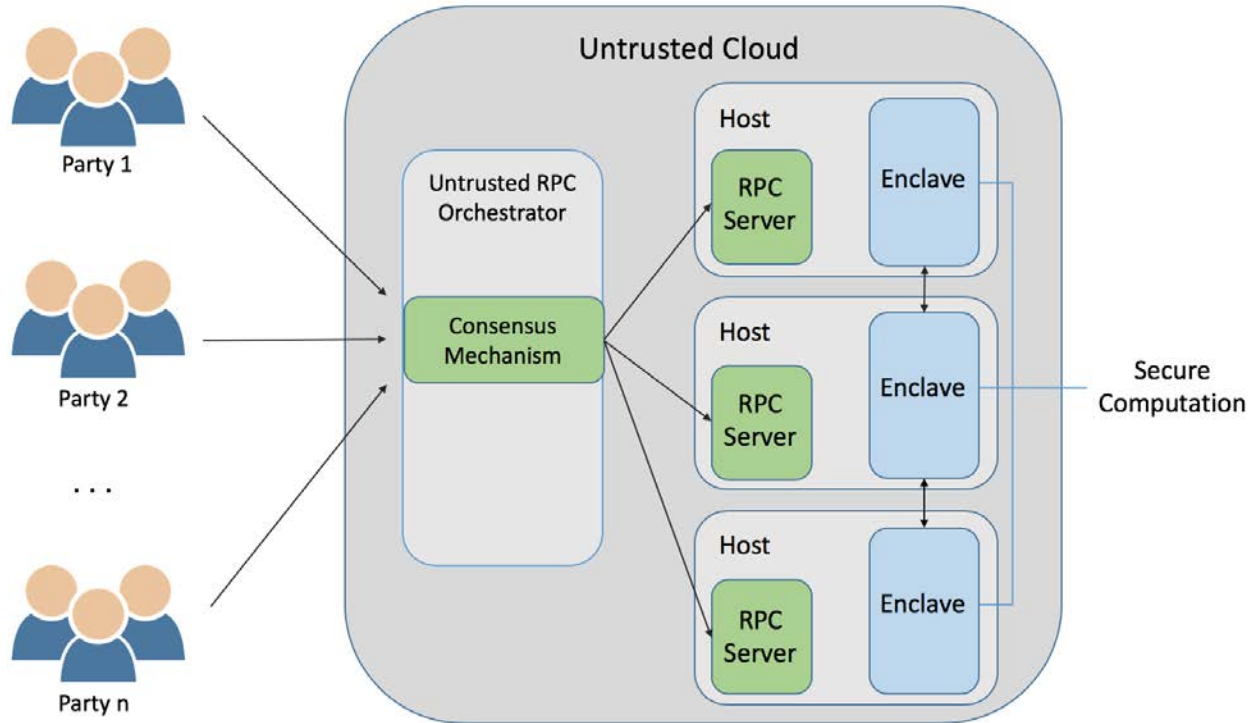 Untrusted Cloud
Party 1
Party 2
. . .
Party n
Untrusted RPC
Orchestrator
Consensus
Mechanism
Host
RPC
Server
Enclave
Host
RPC
Server
Enclave
Host
RPC
Server
Enclave
Secure
Computation